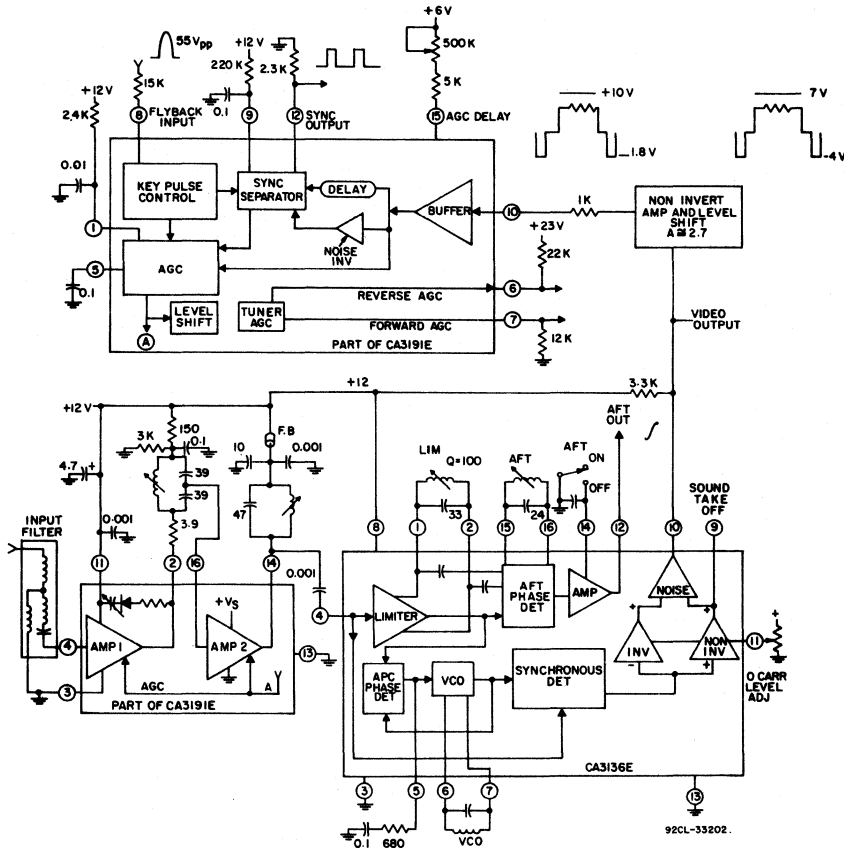 55Vpp
+12V
+6V
500K
5K
220K
2.3K
15K
0.1
+12V
2.4K
8 FLYBACK INPUT
9
12 SYNC OUTPUT
15 AGC DELAY
+10V
1.8V
7V
-4V
0.01
KEY PULSE CONTROL
SYNC SEPARATOR
DELAY
BUFFER
10
1K
NON INVERT AMP AND LEVEL SHIFT A≅2.7
1
NOISE INV
+23V
22K
5
0.1
AGC
REVERSE AGC
6
LEVEL SHIFT
TUNER AGC
FORWARD AGC
7
VIDEO OUTPUT
A
PART OF CA3191E
12K
+12
3.3K
AFT OUT
+12V
150
3K
0.1
F.B
10
0.001
LIM
Q=100
AFT
AFT
ON
OFF
SOUND TAKE OFF
4.7 +
39
39
47
33
24
INPUT FILTER
0.001
3.9
8
1
2
15
16
14
12
10
9
11
2
16
14
0.001
+VS
4
LIMITER
AFT PHASE DET
AMP
NOISE
+
+
4
AMP 1
AMP 2
13
INV
-
NON INV
+
11
+
O CARR LEVEL ADJ
3
AGC
A
APC PHASE DET
VCO
SYNCHRONOUS DET
PART OF CA3191E
CA3136E
3
5
6
7
13
0.1
680
VCO
92CL-33202.